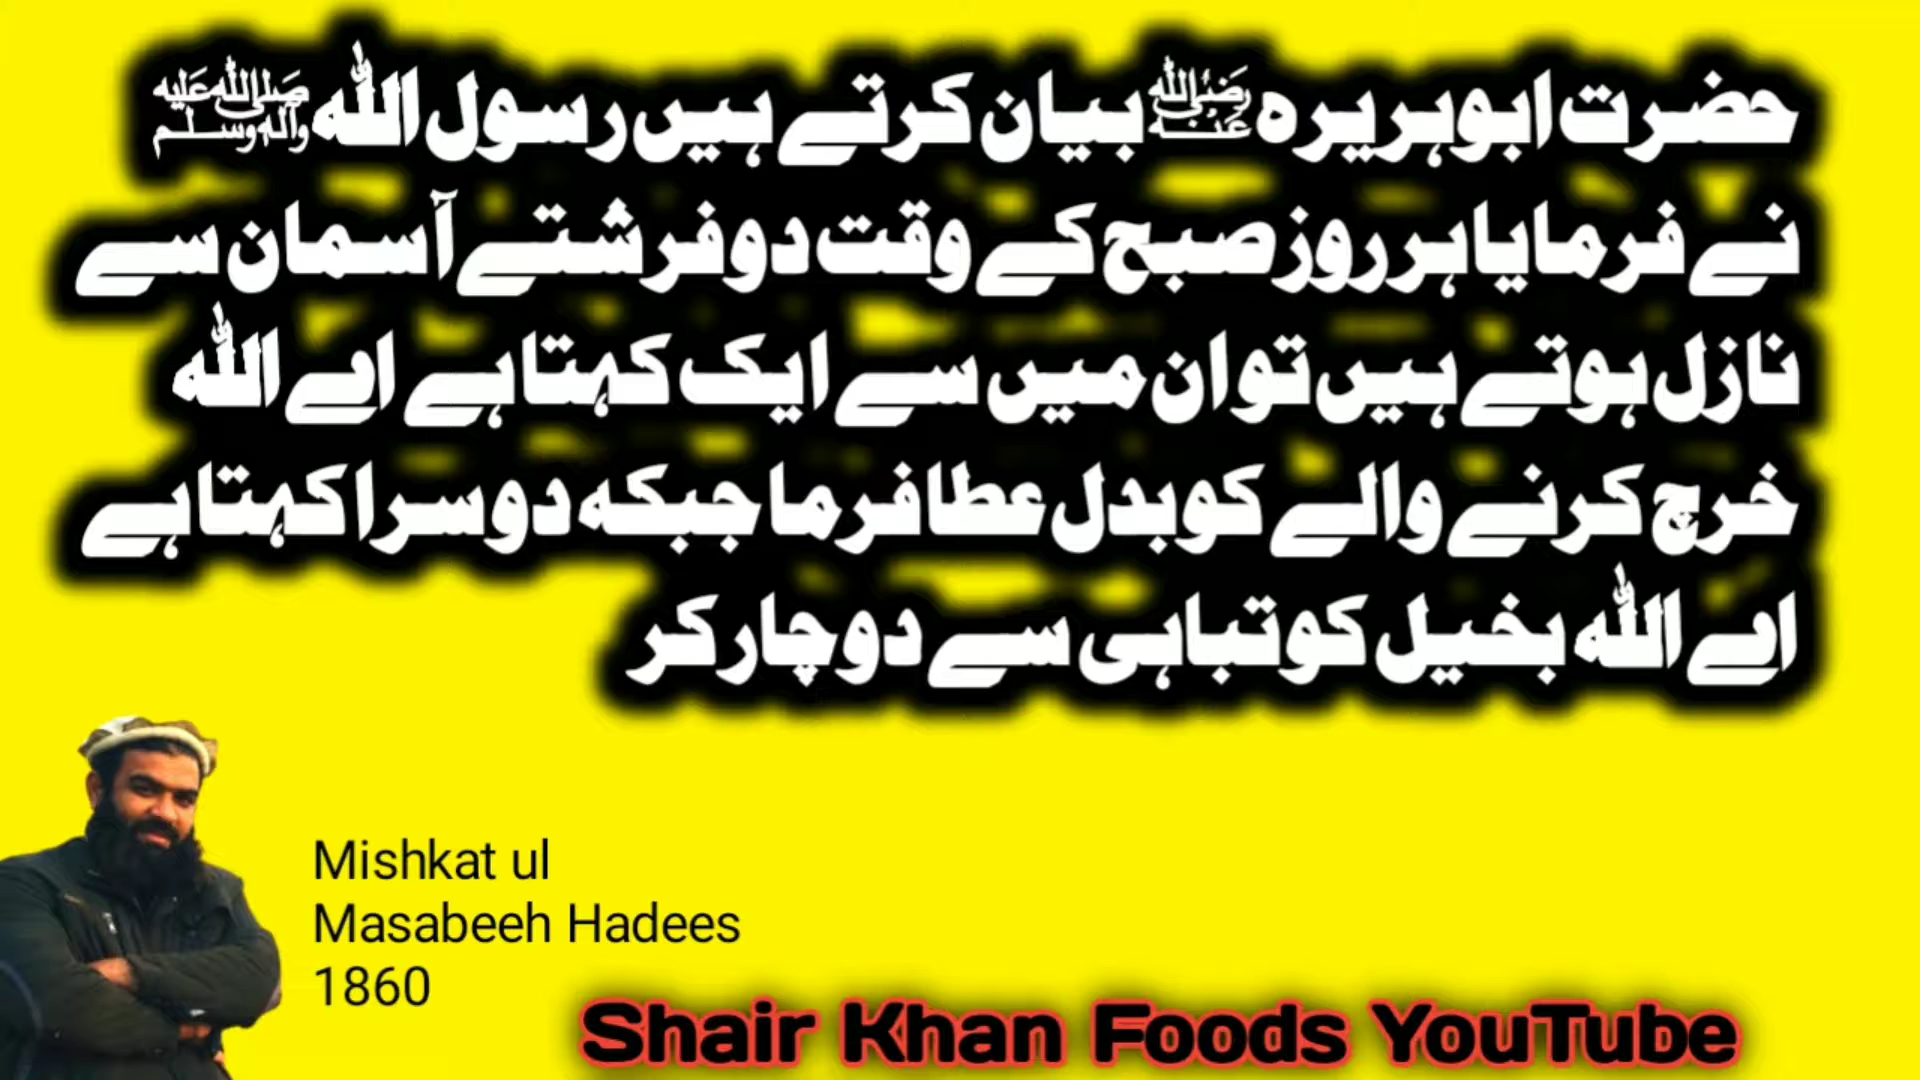 حضرت ابوہریرہ رضی اللہ عنہ بیان کرتے ہیں رسول اللہ صلی اللہ علیہ وآلہ وسلم
نے فرمایا ہر روز صبح کے وقت دو فرشتے آسمان سے
نازل ہوتے ہیں تو ان میں سے ایک کہتا ہے اے اللہ
خرچ کرنے والے کو بدل عطا فرما جبکہ دوسرا کہتا ہے
اے اللہ بخیل کو تباہی سے دوچار کر
Mishkat ul
Masabeeh Hadees
1860
Shair Khan Foods YouTube